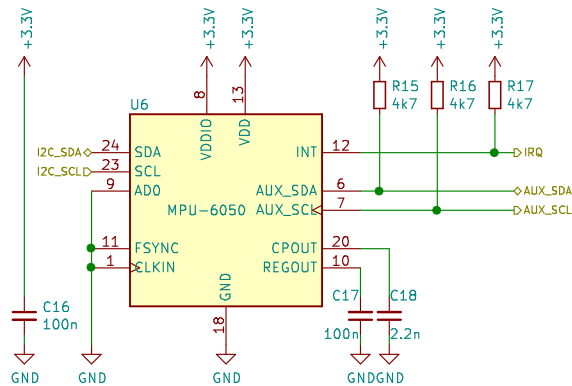 +3.3V
+3.3V
+3.3V
+3.3V
+3.3V
+3.3V
R15
4k7
R16
4k7
R17
4k7
U6
8
13
VDDIO
VDD
I2C_SDA
24
SDA
INT
12
IRQ
I2C_SCL
23
SCL
9
AD0
AUX_SDA
6
AUX_SDA
MPU-6050
AUX_SCL
7
AUX_SCL
11
FSYNC
CPOUT
20
1
CLKIN
REGOUT
10
GND
18
C16
100n
C17
100n
C18
2.2n
GND
GND
GND
GND
GND